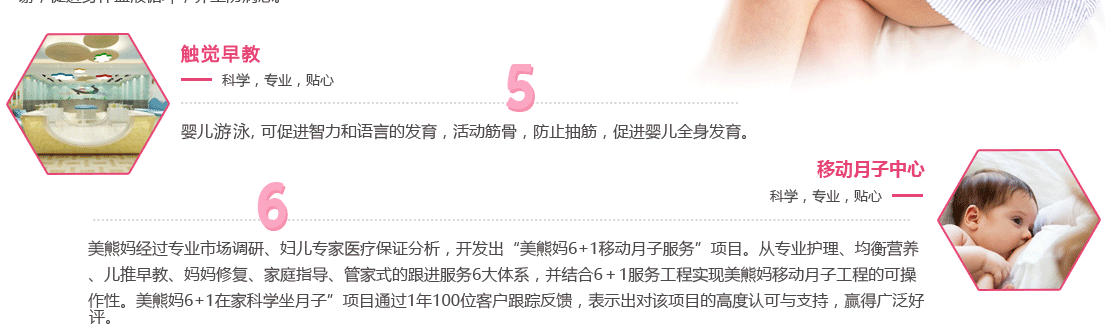 触觉早教
科学，专业，贴心
5
婴儿游泳, 可促进智力和语言的发育，活动筋骨，防止抽筋，促进婴儿全身发育。
移动月子中心
科学，专业，贴心
6
美熊妈经过专业市场调研、妇儿专家医疗保证分析，开发出“美熊妈6+1移动月子服务”项目。从专业护理、均衡营养
、儿推早教、妈妈修复、家庭指导、管家式的跟进服务6大体系，并结合6＋1服务工程实现美熊妈移动月子工程的可操
作性。美熊妈6+1在家科学坐月子”项目通过1年100位客户跟踪反馈，表示出对该项目的高度认可与支持，赢得广泛好
评。